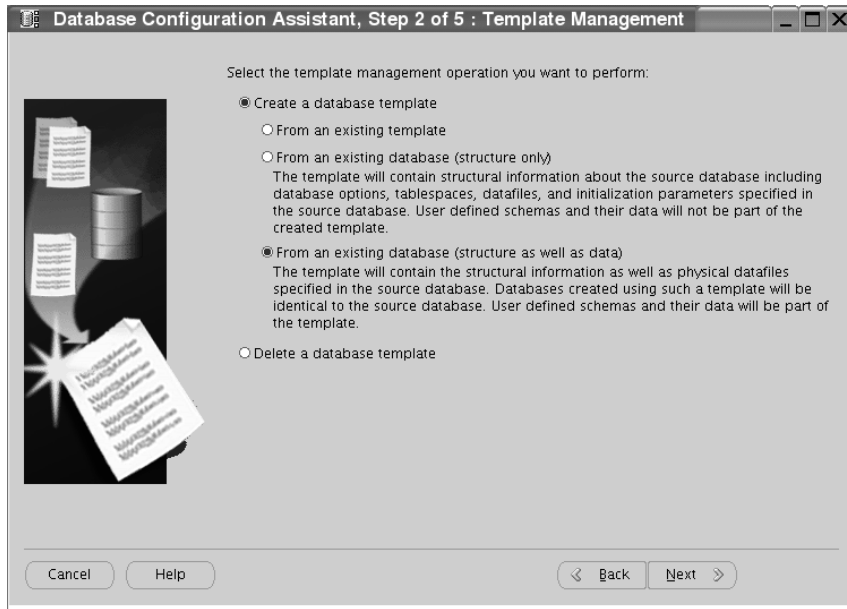 Database Configuration Assistant, Step 2 of 5 : Template Management
Select the template management operation you want to perform:
Create a database template
From an existing template
From an existing database (structure only)
The template will contain structural information about the source database including
database options, tablespaces, datafiles, and initialization parameters specified in
the source database. User defined schemas and their data will not be part of the
created template.
From an existing database (structure as well as data)
The template will contain the structural information as well as physical datafiles
specified in the source database. Databases created using such a template will be
identical to the source database. User defined schemas and their data will be part of
the template.
Delete a database template
Cancel
Help
Back
Next